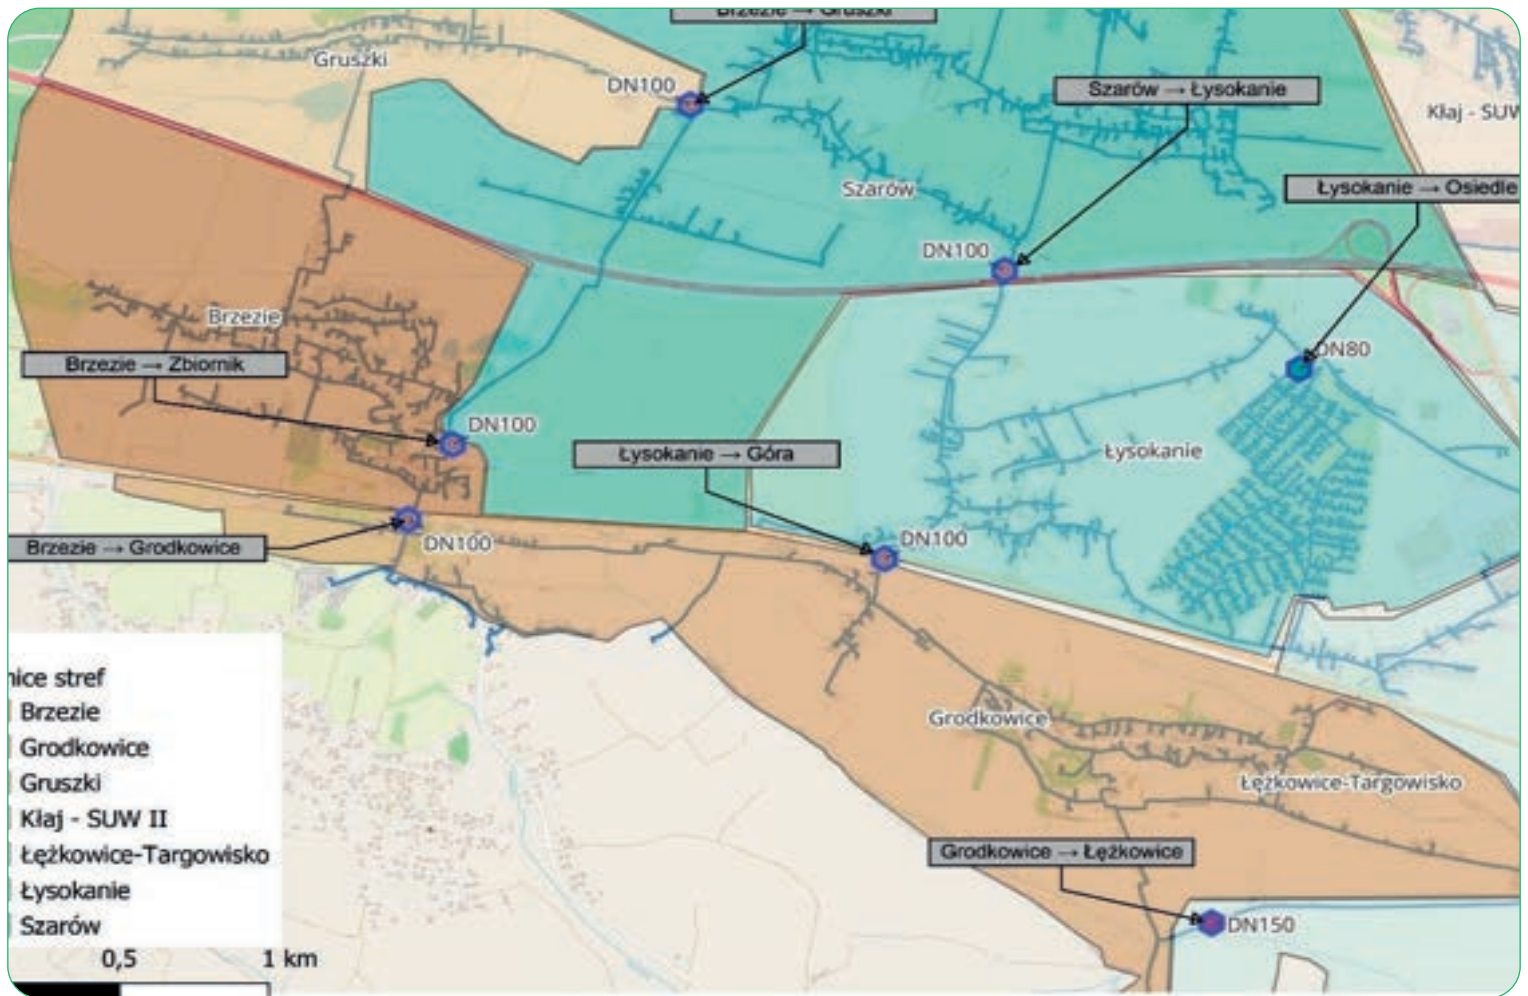 Brzezie → Gruszki
Gruszki
DN100
Szarów → Łysokanie
Kłaj - SUW
Szarów
Łysokanie → Osiedle
DN100
Brzezie
DN80
Brzezie → Zbiornik
DN100
Łysokanie → Góra
Łysokanie
DN100
Brzezie → Grodkowice
DN100
nice stref
Brzezie
Grodkowice
Gruszki
Kłaj - SUW II
Łężkowice-Targowisko
Łysokanie
Szarów
0,5 1 km
Grodkowice
Łężkowice-Targowisko
Grodkowice → Łężkowice
DN150